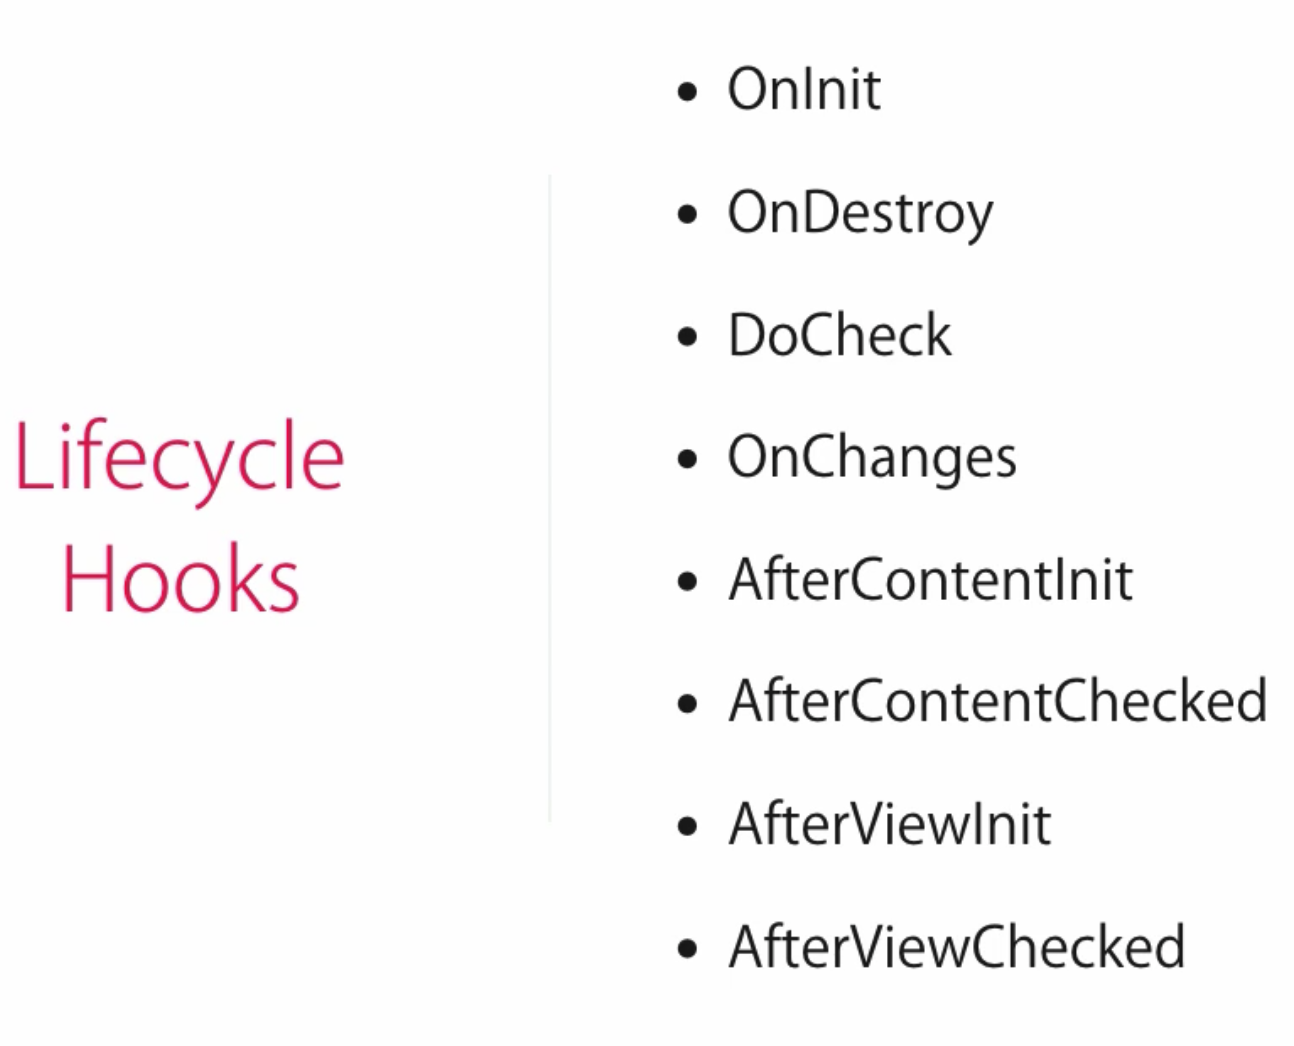 Lifecycle
Hooks
• OnInit
• OnDestroy
• DoCheck
• OnChanges
• AfterContentInit
• AfterContentChecked
• AfterViewInit
• AfterViewChecked